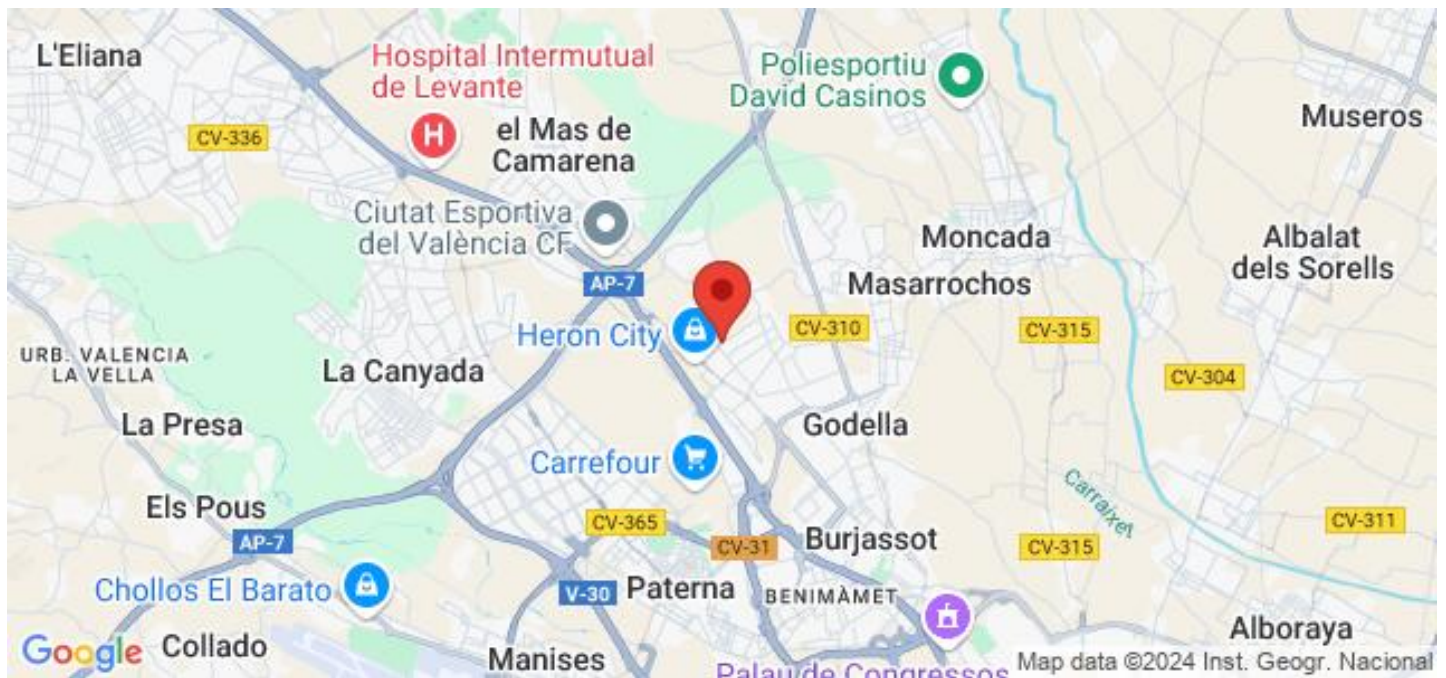 L'Eliana
Hospital Intermutual
de Levante
Poliesportiu
David Casinos
Museros
CV-336
H
el Mas de
Camarena
Ciutat Esportiva
del València CF
Moncada
Albalat
dels Sorells
AP-7
Masarrochos
Heron City
CV-310
CV-315
URB. VALENCIA
LA VELLA
La Canyada
CV-304
La Presa
Godella
Carrefour
Carraixet
Els Pous
CV-365
CV-311
AP-7
CV-31
Burjassot
CV-315
Chollos El Barato
V-30
Paterna
BENIMÀMET
Alboraya
Google
Collado
Manises
Palau de Congressos
Map data ©2024 Inst. Geogr. Nacional